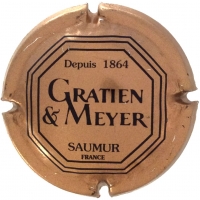 Depuis 1864
GRATIEN
& MEYER
SAUMUR
FRANCE